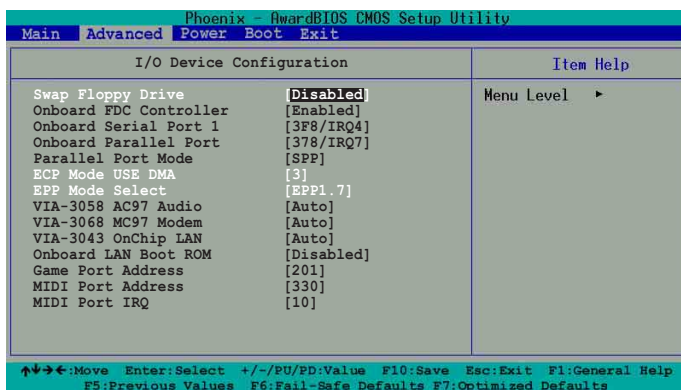 Phoenix - AwardBIOS CMOS Setup Utility
Main Advanced Power Boot Exit
I/O Device Configuration
Item Help
Swap Floppy Drive [Disabled]
Menu Level ►
Onboard FDC Controller [Enabled]
Onboard Serial Port 1 [3F8/IRQ4]
Onboard Parallel Port [378/IRQ7]
Parallel Port Mode [SPP]
ECP Mode USE DMA [3]
EPP Mode Select [EPP1.7]
VIA-3058 AC97 Audio [Auto]
VIA-3068 MC97 Modem [Auto]
VIA-3043 OnChip LAN [Auto]
Onboard LAN Boot ROM [Disabled]
Game Port Address [201]
MIDI Port Address [330]
MIDI Port IRQ [10]
↑↓→←:Move Enter:Select +/-/PU/PD:Value F10:Save Esc:Exit F1:General Help
F5:Previous Values F6:Fail-Safe Defaults F7:Optimized Defaults